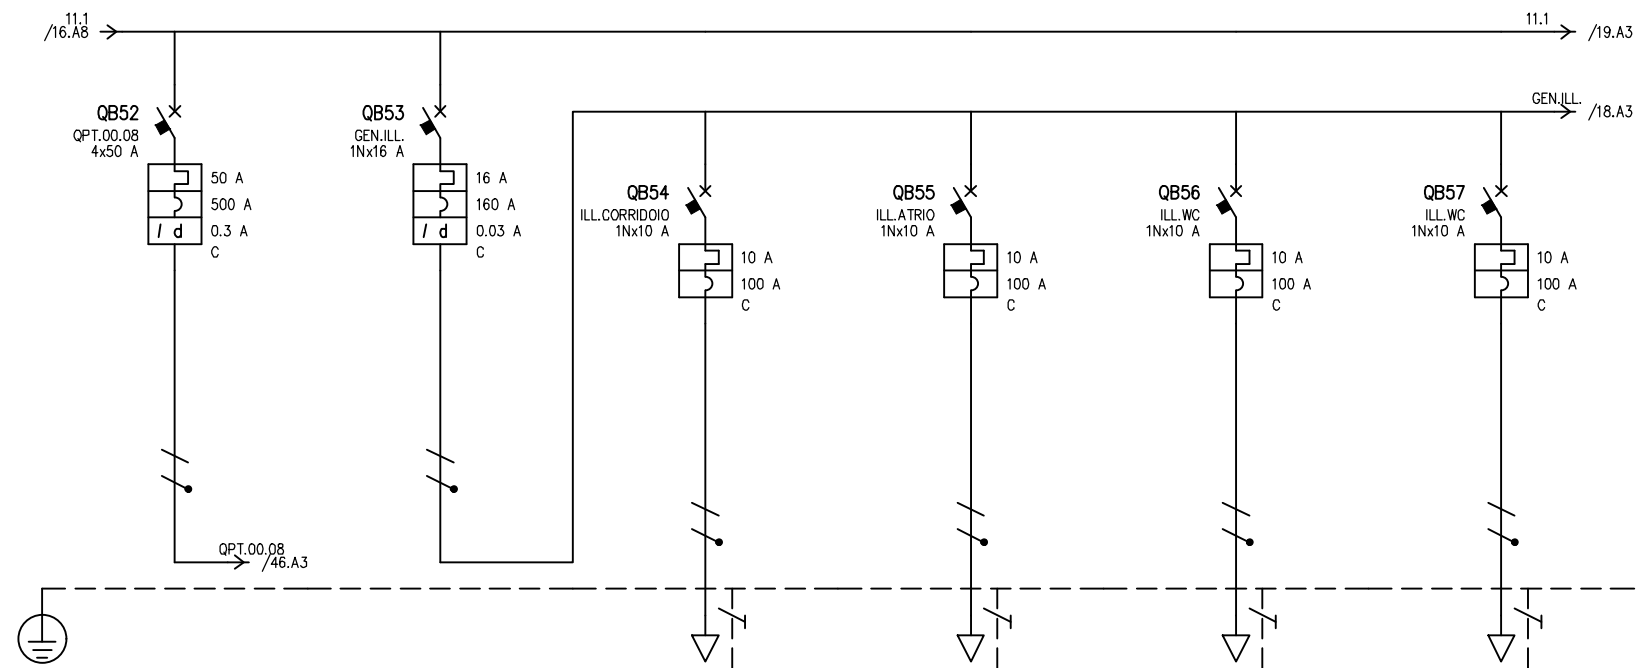 11.1
/16.A8
11.1
/19.A3
GEN.ILL.
/18.A3
QB52
QPT.00.08
4x50 A
50 A
500 A
I d
0.3 A
C
QPT.00.08
/46.A3
QB53
GEN.ILL.
1Nx16 A
16 A
160 A
I d
0.03 A
C
QB54
ILL.CORRIDOIO
1Nx10 A
10 A
100 A
C
QB55
ILL.ATRIO
1Nx10 A
10 A
100 A
C
QB56
ILL.WC
1Nx10 A
10 A
100 A
C
QB57
ILL.WC
1Nx10 A
10 A
100 A
C